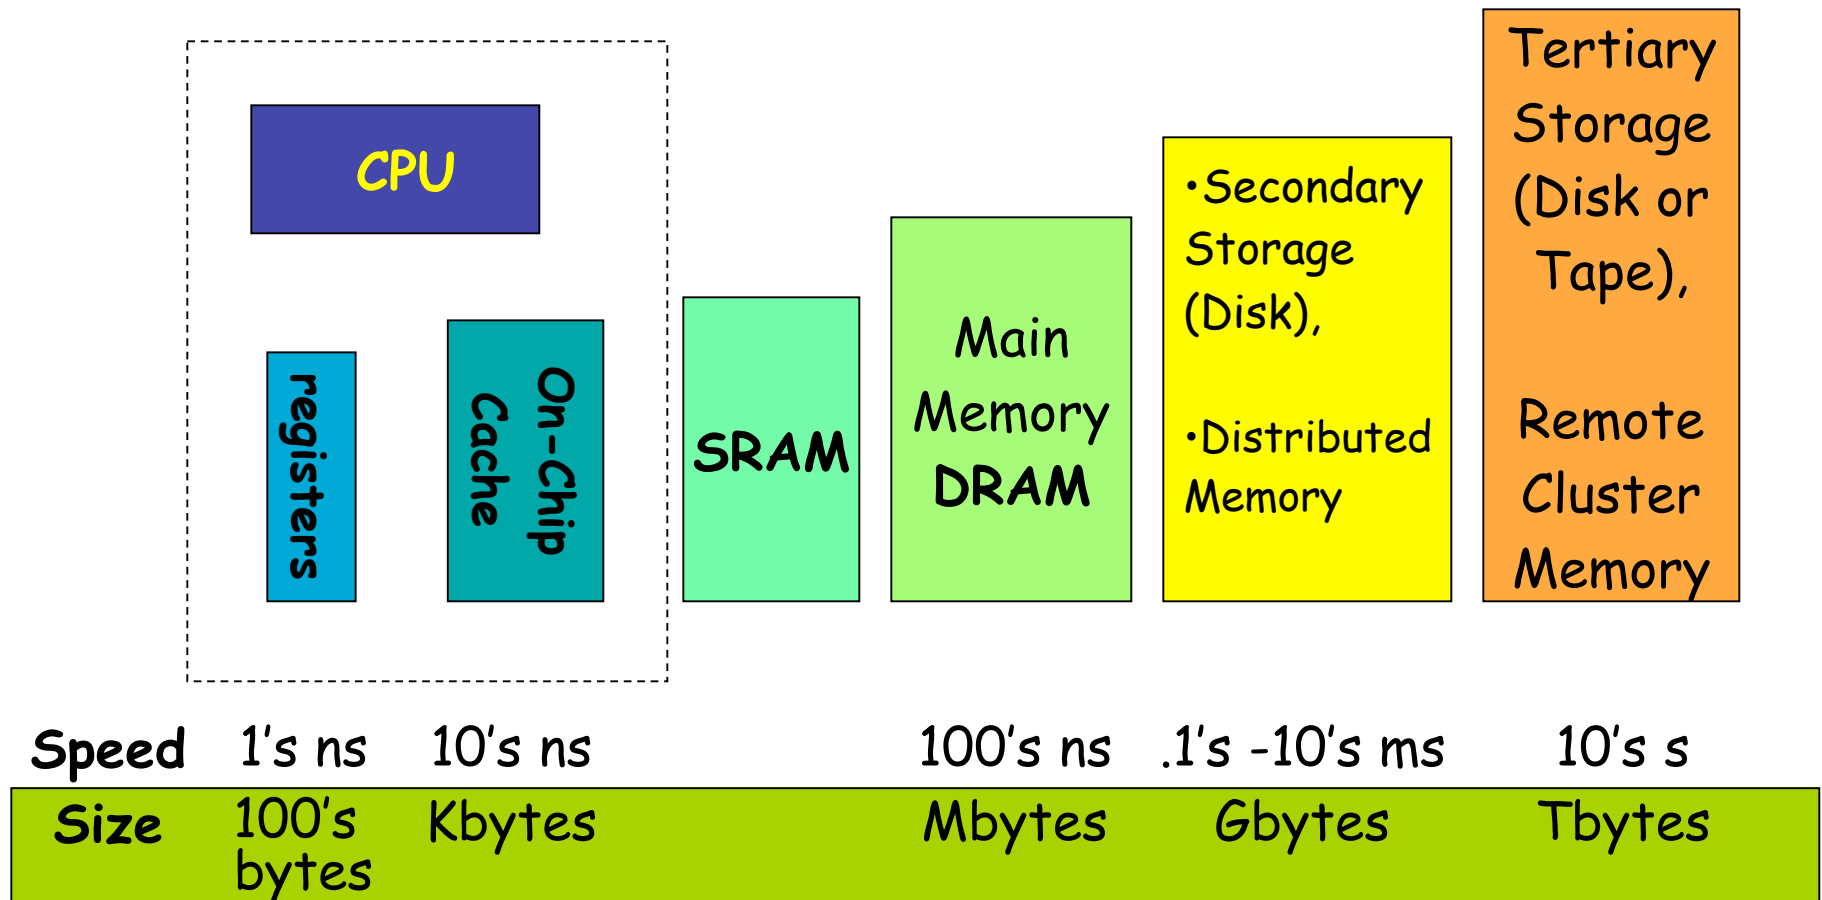 CPU
registers
On-Chip
Cache
SRAM
Main
Memory
DRAM
•Secondary
Storage
(Disk),
•Distributed
Memory
Tertiary
Storage
(Disk or
Tape),
Remote
Cluster
Memory
Speed 1's ns 10's ns 100's ns .1's -10's ms 10's s
Size 100's Kbytes Mbytes Gbytes Tbytes
bytes